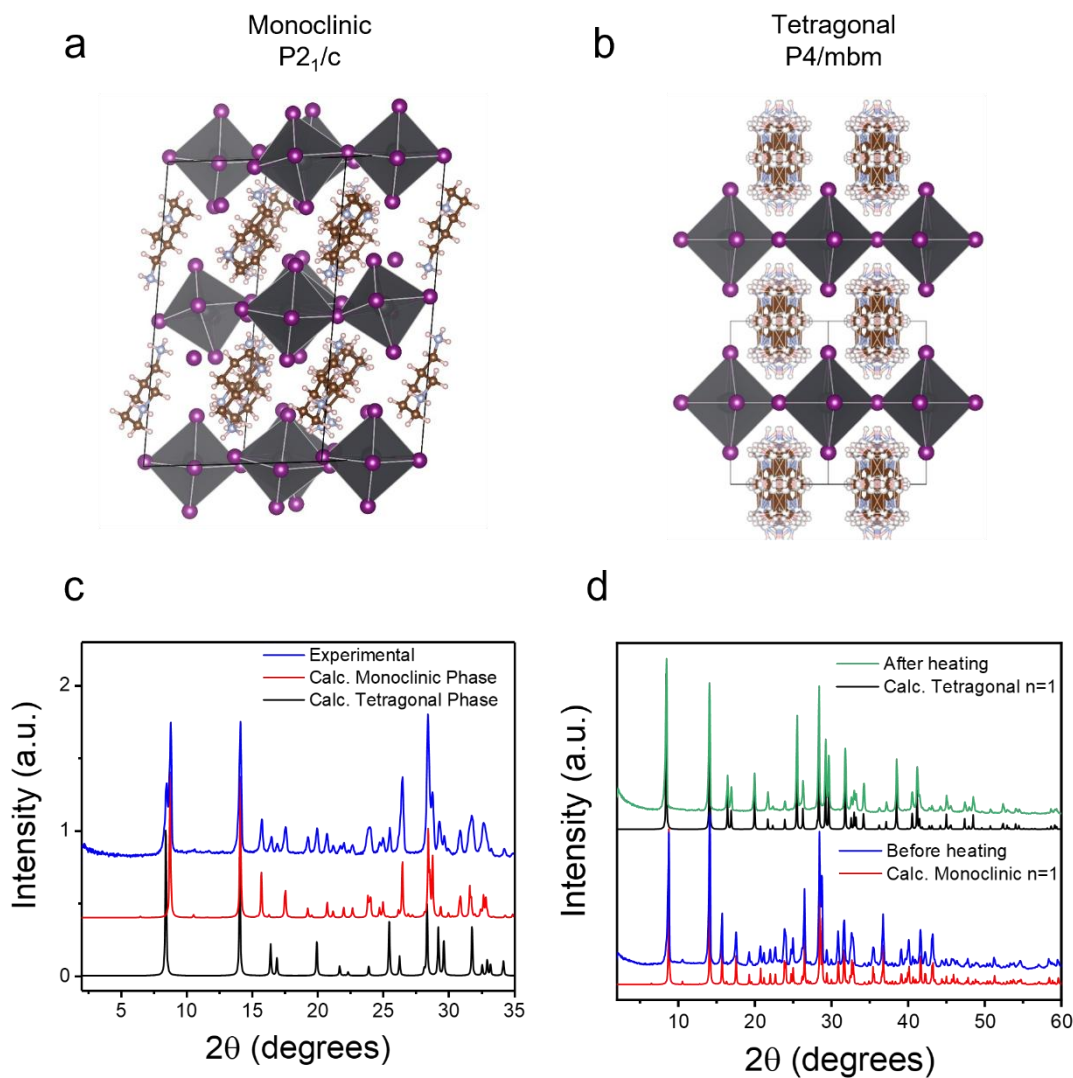 a
Monoclinic
P2₁/c
b
Tetragonal
P4/mbm
c
Experimental
Calc. Monoclinic Phase
Calc. Tetragonal Phase
2
1
0
Intensity (a.u.)
5 10 15 20 25 30 35
2θ (degrees)
d
After heating
Calc. Tetragonal n=1
Before heating
Calc. Monoclinic n=1
Intensity (a.u.)
10 20 30 40 50 60
2θ (degrees)